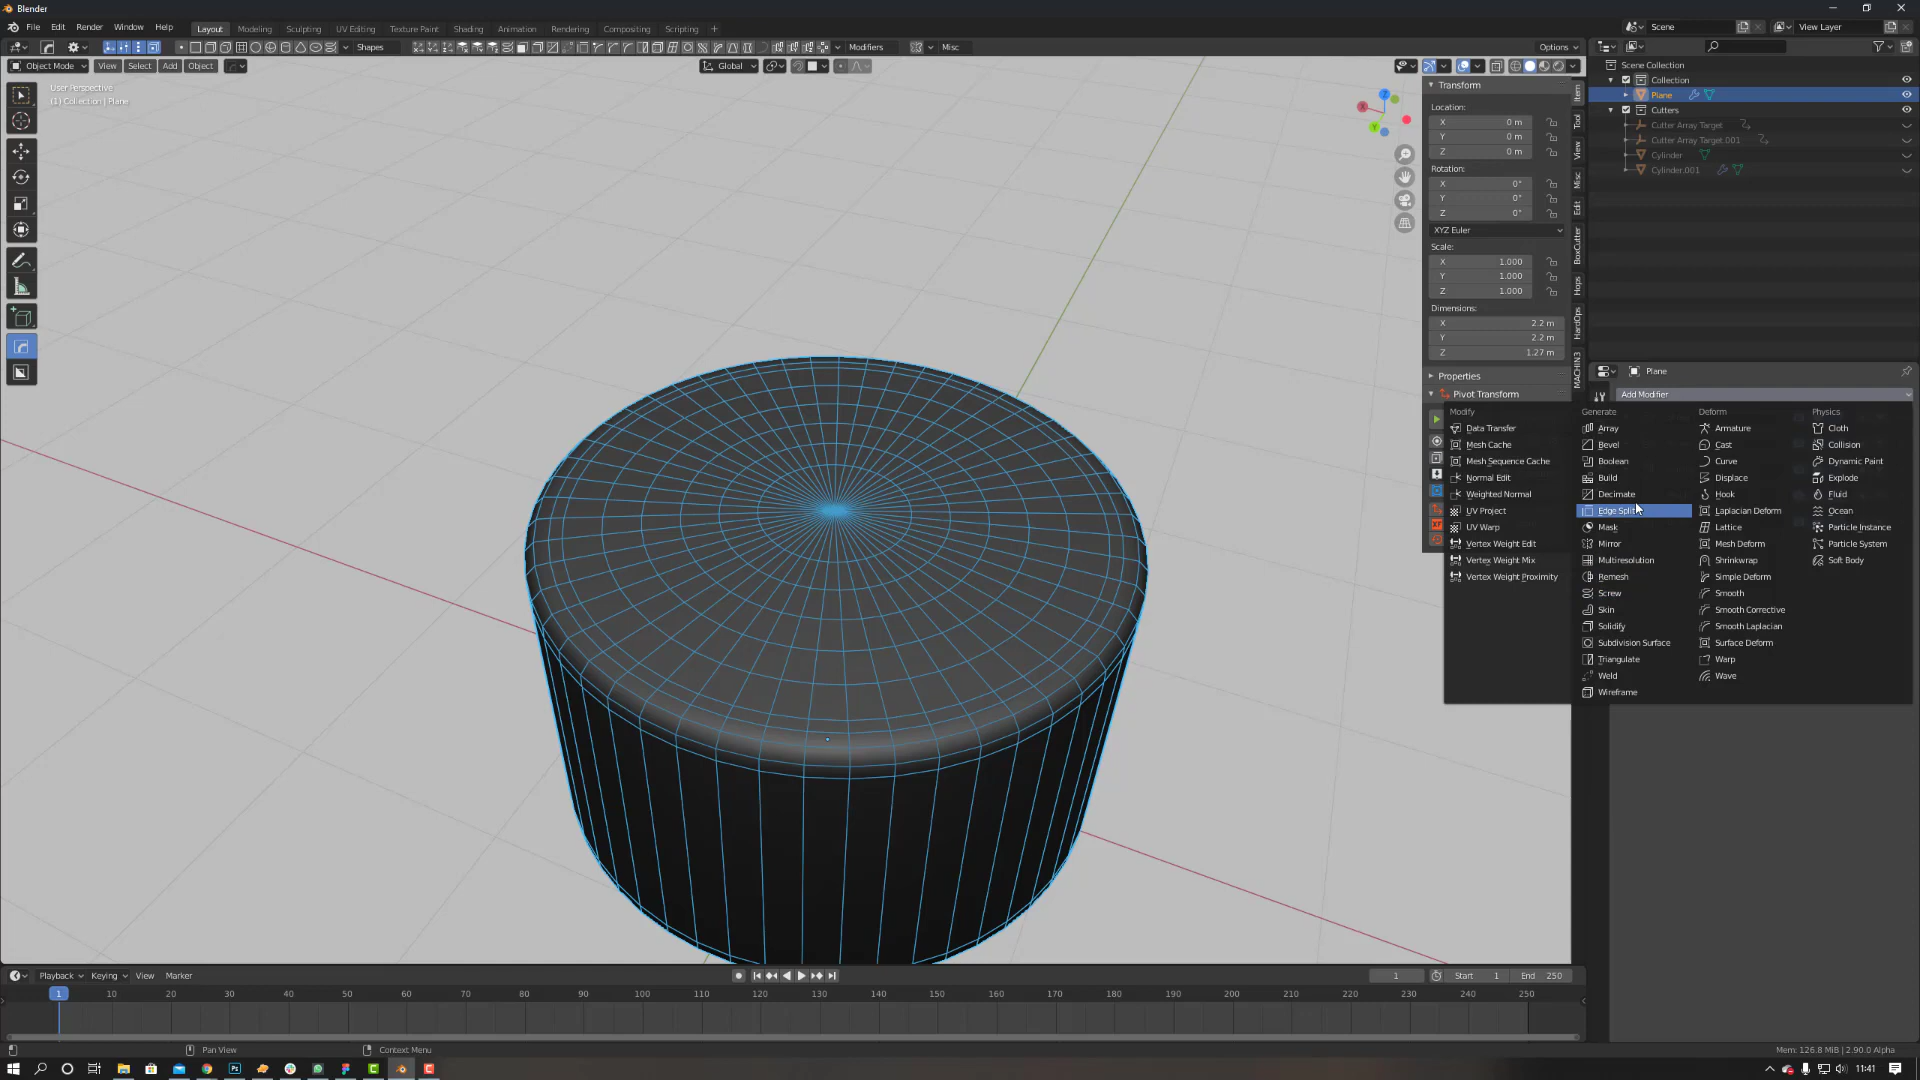 Blender
File Edit Render Window Help Layout Modeling Sculpting UV Editing Texture Paint Shading Animation Rendering Compositing Scripting + Scene View Layer
Shapes Modifiers Misc Options
Object Mode View Select Add Object Global
User Perspective
(1) Collection | Plane
Scene Collection
Collection
Plane
Cutters
Cutter Array Target
Cutter Array Target.001
Cylinder
Cylinder.001
Transform
Location:
X 0 m
Y 0 m
Z 0 m
Rotation:
X 0°
Y 0°
Z 0°
XYZ Euler
Scale:
X 1.000
Y 1.000
Z 1.000
Dimensions:
X 2.2 m
Y 2.2 m
Z 1.27 m
Properties
Pivot Transform
Item
Tool
View
Misc
Edit
BoxCutter
Hops
HardOps
MACHIN3
Plane
Add Modifier
Modify Generate Deform Physics
Data Transfer Array Armature Cloth
Mesh Cache Bevel Cast Collision
Mesh Sequence Cache Boolean Curve Dynamic Paint
Normal Edit Build Displace Explode
Weighted Normal Decimate Hook Fluid
UV Project Edge Split Laplacian Deform Ocean
UV Warp Mask Lattice Particle Instance
Vertex Weight Edit Mirror Mesh Deform Particle System
Vertex Weight Mix Multiresolution Shrinkwrap Soft Body
Vertex Weight Proximity Remesh Simple Deform
Screw Smooth
Skin Smooth Corrective
Solidify Smooth Laplacian
Subdivision Surface Surface Deform
Triangulate Warp
Weld Wave
Wireframe
Playback Keying View Marker 1 Start 1 End 250
1 10 20 30 40 50 60 70 80 90 100 110 120 130 140 150 160 170 180 190 200 210 220 230 240 250
Pan View Context Menu Mem: 126.8 MiB | 2.90.0 Alpha
11:41